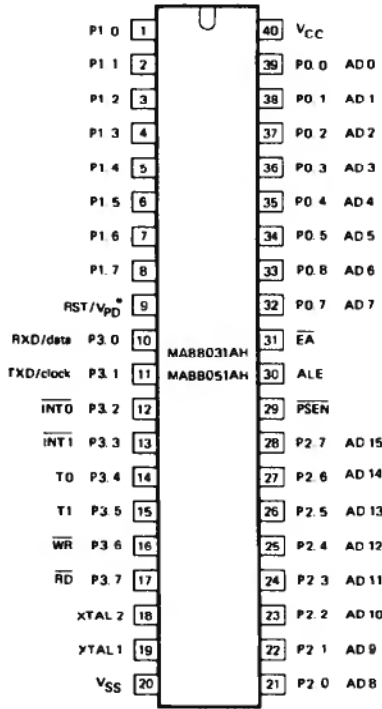 P1.0 1 40 VCC
P1.1 2 39 P0.0 AD0
P1.2 3 38 P0.1 AD1
P1.3 4 37 P0.2 AD2
P1.4 5 36 P0.3 AD3
P1.5 6 35 P0.4 AD4
P1.6 7 34 P0.5 AD5
P1.7 8 33 P0.8 AD6
RST/VPD* 9 32 P0.7 AD7
RXD/data P3.0 10 31 EA
MAB8031AH
TXD/clock P3.1 11 30 ALE
MAB8051AH
INT0 P3.2 12 29 PSEN
INT1 P3.3 13 28 P2.7 AD15
T0 P3.4 14 27 P2.6 AD14
T1 P3.5 15 26 P2.5 AD13
WR P3.6 16 25 P2.4 AD12
RD P3.7 17 24 P2.3 AD11
XTAL2 18 23 P2.2 AD10
XTAL1 19 22 P2.1 AD9
VSS 20 21 P2.0 AD8